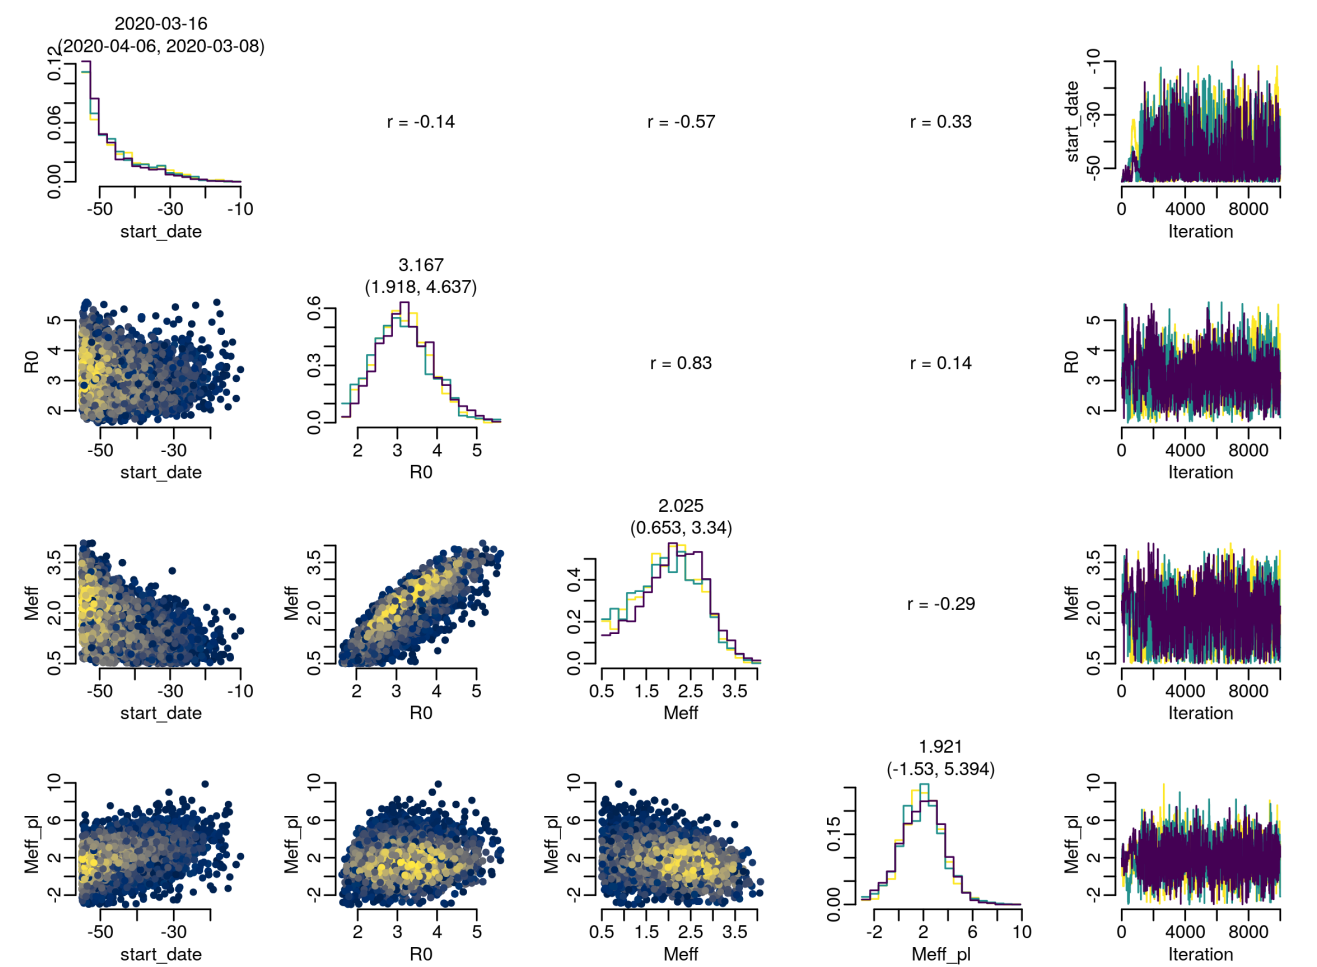 2020-03-16
(2020-04-06, 2020-03-08)
0.12
0.06
0.00
-50 -30 -10
start_date
r = -0.14
r = -0.57
r = 0.33
-10
-30
-50
start_date
0 4000 8000
Iteration
5
4
3
2
R0
-50 -30
start_date
3.167
(1.918, 4.637)
0.6
0.3
0.0
2 3 4 5
R0
r = 0.83
r = 0.14
5
4
3
2
R0
0 4000 8000
Iteration
3.5
2.0
0.5
Meff
-50 -30 -10
start_date
3.5
2.0
0.5
Meff
2 3 4 5
R0
2.025
(0.653, 3.34)
0.4
0.2
0.0
0.5 1.5 2.5 3.5
Meff
r = -0.29
3.5
2.0
0.5
Meff
0 4000 8000
Iteration
10
6
2
-2
Meff_pl
-50 -30
start_date
10
6
2
-2
Meff_pl
2 3 4 5
R0
10
6
2
-2
Meff_pl
0.5 1.5 2.5 3.5
Meff
1.921
(-1.53, 5.394)
0.15
0.00
-2 2 6 10
Meff_pl
10
6
2
-2
Meff_pl
0 4000 8000
Iteration